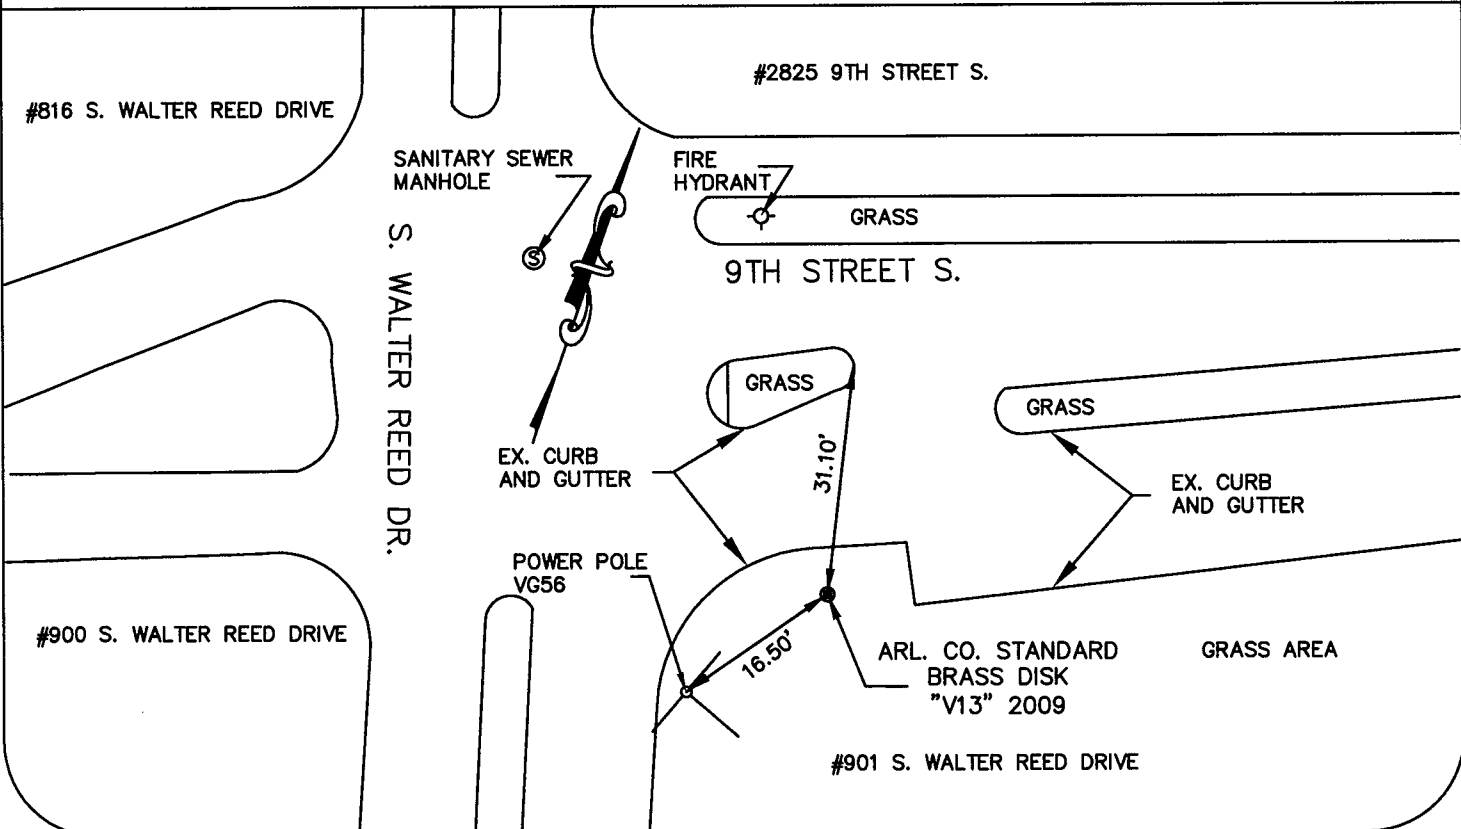 #2825 9TH STREET S.
#816 S. WALTER REED DRIVE
SANITARY SEWER
MANHOLE
FIRE
HYDRANT
GRASS
S
9TH STREET S.
S. WALTER REED DR.
GRASS
GRASS
31.10'
EX. CURB
AND GUTTER
EX. CURB
AND GUTTER
POWER POLE
VG56
16.50'
#900 S. WALTER REED DRIVE
ARL. CO. STANDARD
BRASS DISK
"V13" 2009
GRASS AREA
#901 S. WALTER REED DRIVE